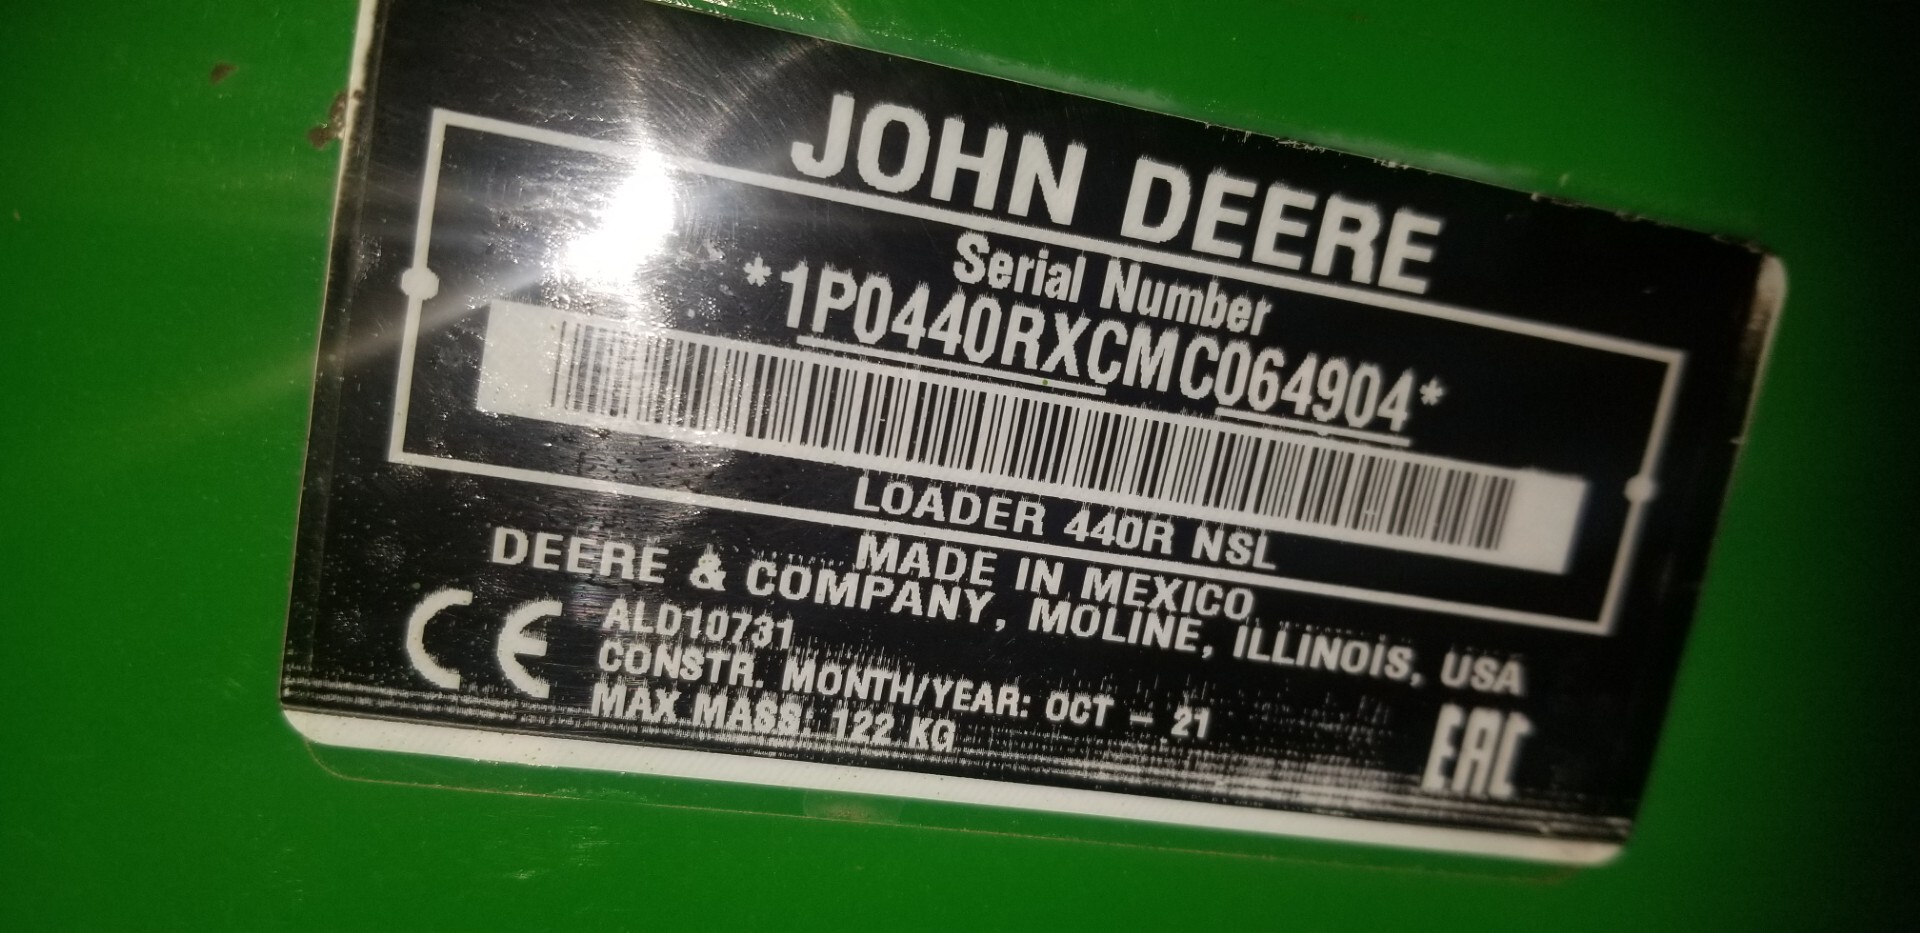 JOHN DEERE
Serial Number
*1P0440RXCMC064904*
LOADER 440R NSL
MADE IN MEXICO
DEERE & COMPANY, MOLINE, ILLINOIS, USA
CE
ALD10731
CONSTR. MONTH/YEAR: OCT - 21
MAX MASS: 122 KG
EAC